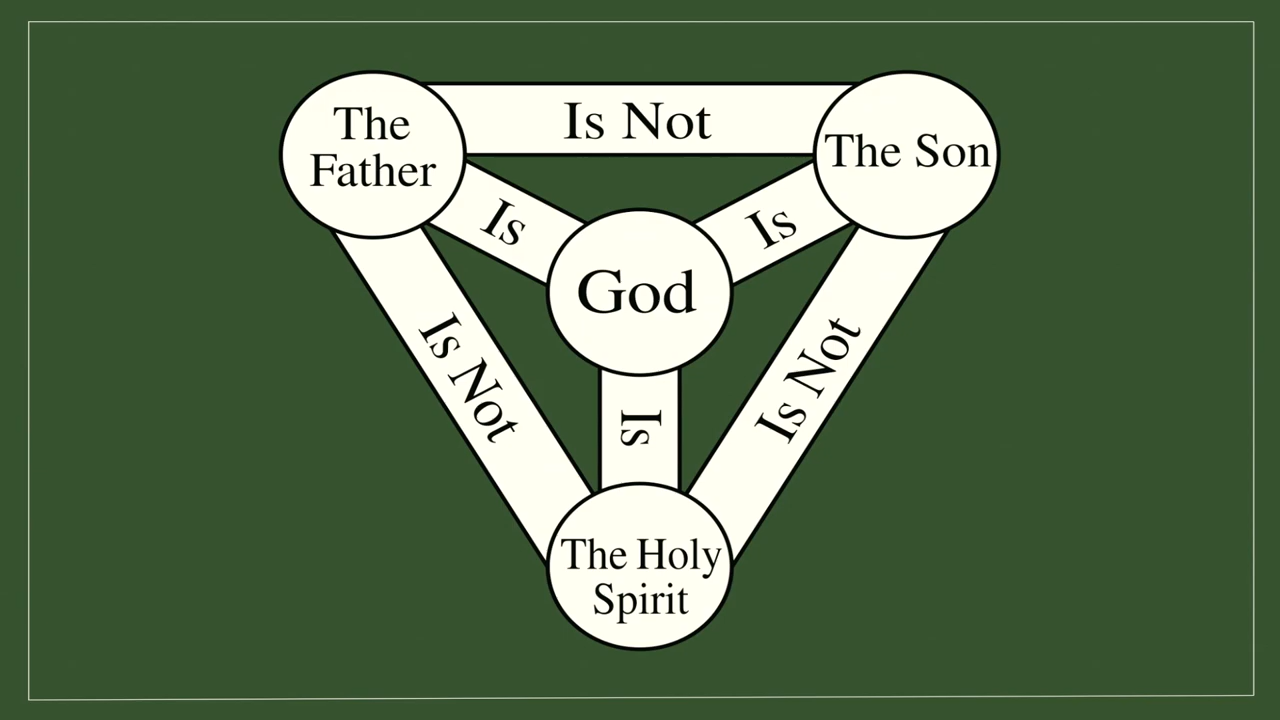 The
Father
Is Not
The Son
Is
Is
God
Is Not
Is
Is Not
The Holy
Spirit